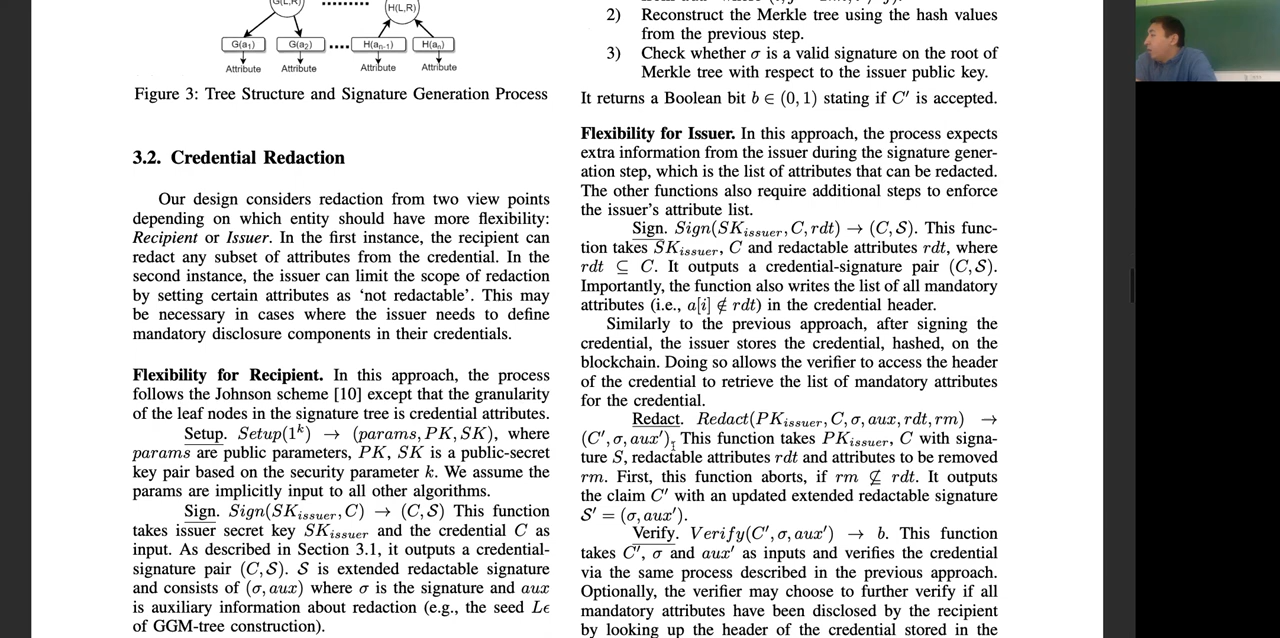 G(L,R)
H(L,R)
G(a₁)
G(a₂)
H(aₙ₋₁)
H(aₙ)
Attribute
Attribute
Attribute
Attribute
Figure 3: Tree Structure and Signature Generation Process
3.2. Credential Redaction
Our design considers redaction from two view points
depending on which entity should have more flexibility:
Recipient or Issuer. In the first instance, the recipient can
redact any subset of attributes from the credential. In the
second instance, the issuer can limit the scope of redaction
by setting certain attributes as ‘not redactable’. This may
be necessary in cases where the issuer needs to define
mandatory disclosure components in their credentials.
Flexibility for Recipient. In this approach, the process
follows the Johnson scheme [10] except that the granularity
of the leaf nodes in the signature tree is credential attributes.
Setup. Setup(1ᵏ) → (params, PK, SK), where
params are public parameters, PK, SK is a public-secret
key pair based on the security parameter k. We assume the
params are implicitly input to all other algorithms.
Sign. Sign(SKissuer, C) → (C, S) This function
takes issuer secret key SKissuer and the credential C as
input. As described in Section 3.1, it outputs a credential-
signature pair (C, S). S is extended redactable signature
and consists of (σ, aux) where σ is the signature and aux
is auxiliary information about redaction (e.g., the seed Lϵ
of GGM-tree construction).
2) Reconstruct the Merkle tree using the hash values
from the previous step.
3) Check whether σ is a valid signature on the root of
Merkle tree with respect to the issuer public key.
It returns a Boolean bit b ∈ (0, 1) stating if C′ is accepted.
Flexibility for Issuer. In this approach, the process expects
extra information from the issuer during the signature gener-
ation step, which is the list of attributes that can be redacted.
The other functions also require additional steps to enforce
the issuer’s attribute list.
Sign. Sign(SKissuer, C, rdt) → (C, S). This func-
tion takes SKissuer, C and redactable attributes rdt, where
rdt ⊆ C. It outputs a credential-signature pair (C, S).
Importantly, the function also writes the list of all mandatory
attributes (i.e., a[i] ∉ rdt) in the credential header.
Similarly to the previous approach, after signing the
credential, the issuer stores the credential, hashed, on the
blockchain. Doing so allows the verifier to access the header
of the credential to retrieve the list of mandatory attributes
for the credential.
Redact. Redact(PKissuer, C, σ, aux, rdt, rm) →
(C′, σ, aux′). This function takes PKissuer, C with signa-
ture S, redactable attributes rdt and attributes to be removed
rm. First, this function aborts, if rm ⊈ rdt. It outputs
the claim C′ with an updated extended redactable signature
S′ = (σ, aux′).
Verify. Verify(C′, σ, aux′) → b. This function
takes C′, σ and aux′ as inputs and verifies the credential
via the same process described in the previous approach.
Optionally, the verifier may choose to further verify if all
mandatory attributes have been disclosed by the recipient
by looking up the header of the credential stored in the